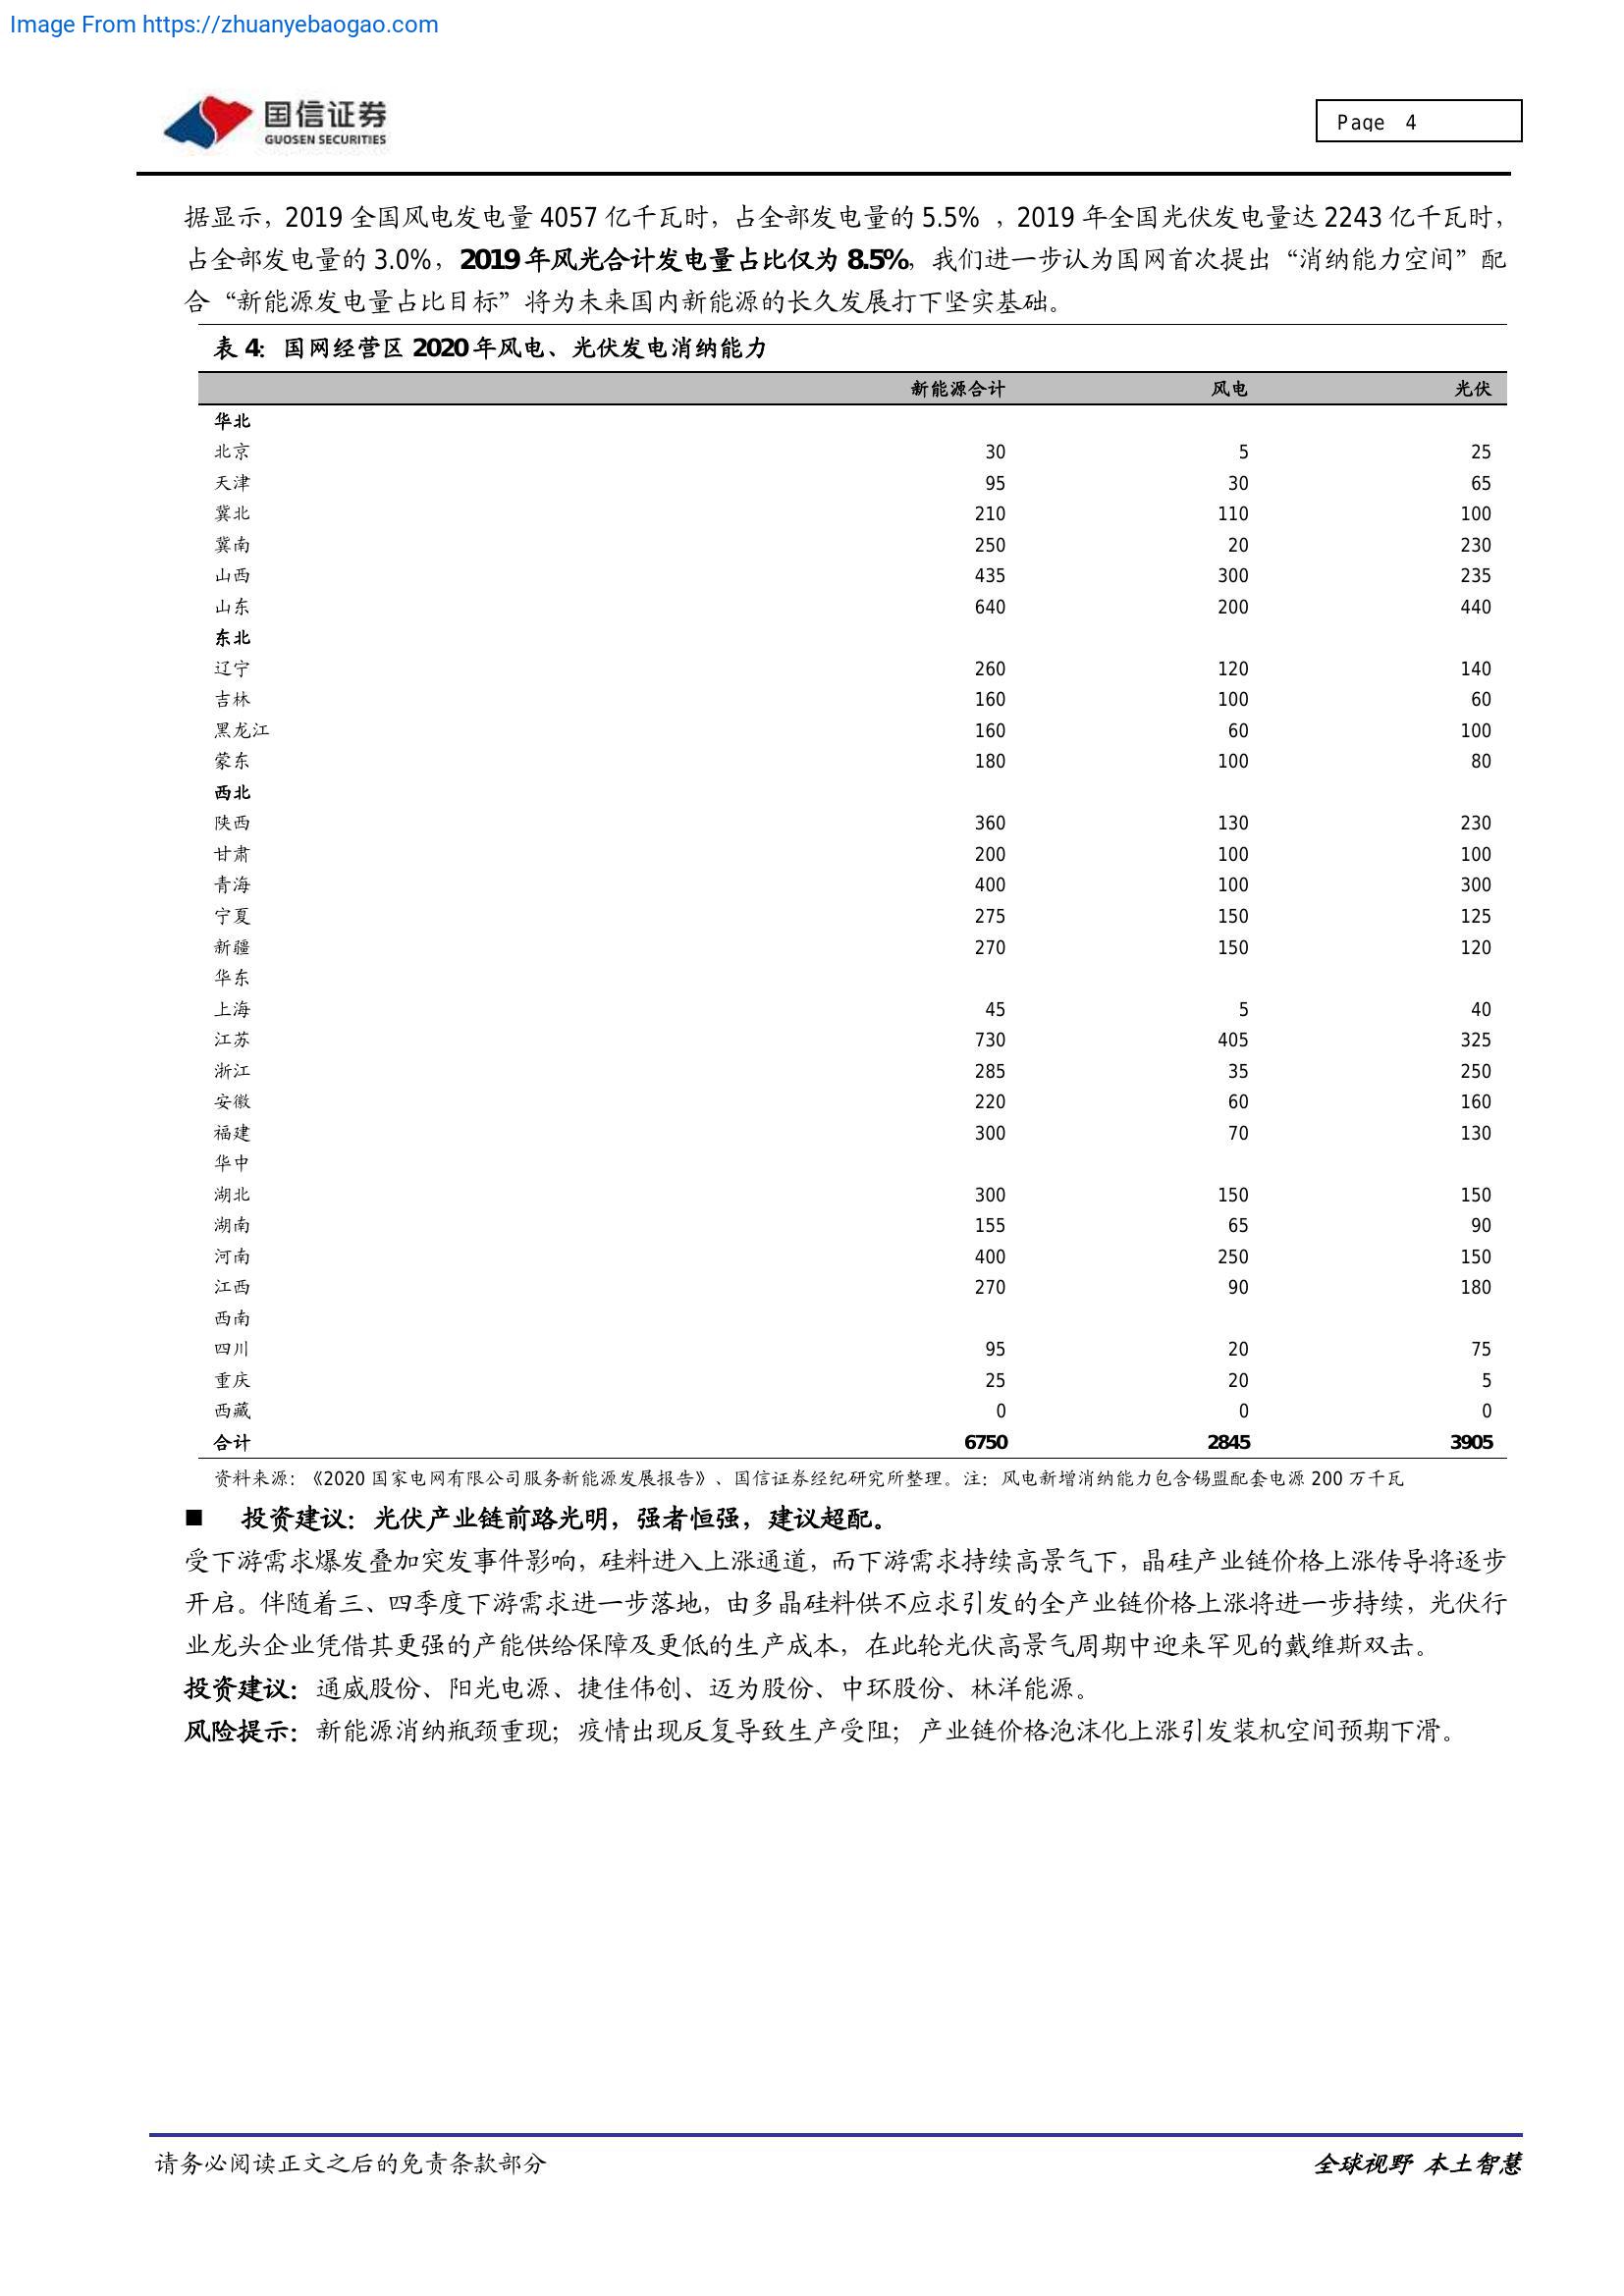 Image From https://zhuanyebaogao.com
国信证券
GUOSEN SECURITIES
Page 4
据显示，2019 全国风电发电量 4057 亿千瓦时，占全部发电量的 5.5% ，2019 年全国光伏发电量达 2243 亿千瓦时，
占全部发电量的 3.0%，2019 年风光合计发电量占比仅为 8.5%，我们进一步认为国网首次提出“消纳能力空间”配
合“新能源发电量占比目标”将为未来国内新能源的长久发展打下坚实基础。
表 4：国网经营区 2020 年风电、光伏发电消纳能力
新能源合计 风电 光伏
华北
北京 30 5 25
天津 95 30 65
冀北 210 110 100
冀南 250 20 230
山西 435 300 235
山东 640 200 440
东北
辽宁 260 120 140
吉林 160 100 60
黑龙江 160 60 100
蒙东 180 100 80
西北
陕西 360 130 230
甘肃 200 100 100
青海 400 100 300
宁夏 275 150 125
新疆 270 150 120
华东
上海 45 5 40
江苏 730 405 325
浙江 285 35 250
安徽 220 60 160
福建 300 70 130
华中
湖北 300 150 150
湖南 155 65 90
河南 400 250 150
江西 270 90 180
西南
四川 95 20 75
重庆 25 20 5
西藏 0 0 0
合计 6750 2845 3905
资料来源：《2020 国家电网有限公司服务新能源发展报告》、国信证券经纪研究所整理。注：风电新增消纳能力包含锡盟配套电源 200 万千瓦
■ 投资建议：光伏产业链前路光明，强者恒强，建议超配。
受下游需求爆发叠加突发事件影响，硅料进入上涨通道，而下游需求持续高景气下，晶硅产业链价格上涨传导将逐步
开启。伴随着三、四季度下游需求进一步落地，由多晶硅料供不应求引发的全产业链价格上涨将进一步持续，光伏行
业龙头企业凭借其更强的产能供给保障及更低的生产成本，在此轮光伏高景气周期中迎来罕见的戴维斯双击。
投资建议：通威股份、阳光电源、捷佳伟创、迈为股份、中环股份、林洋能源。
风险提示：新能源消纳瓶颈重现；疫情出现反复导致生产受阻；产业链价格泡沫化上涨引发装机空间预期下滑。
请务必阅读正文之后的免责条款部分
全球视野 本土智慧